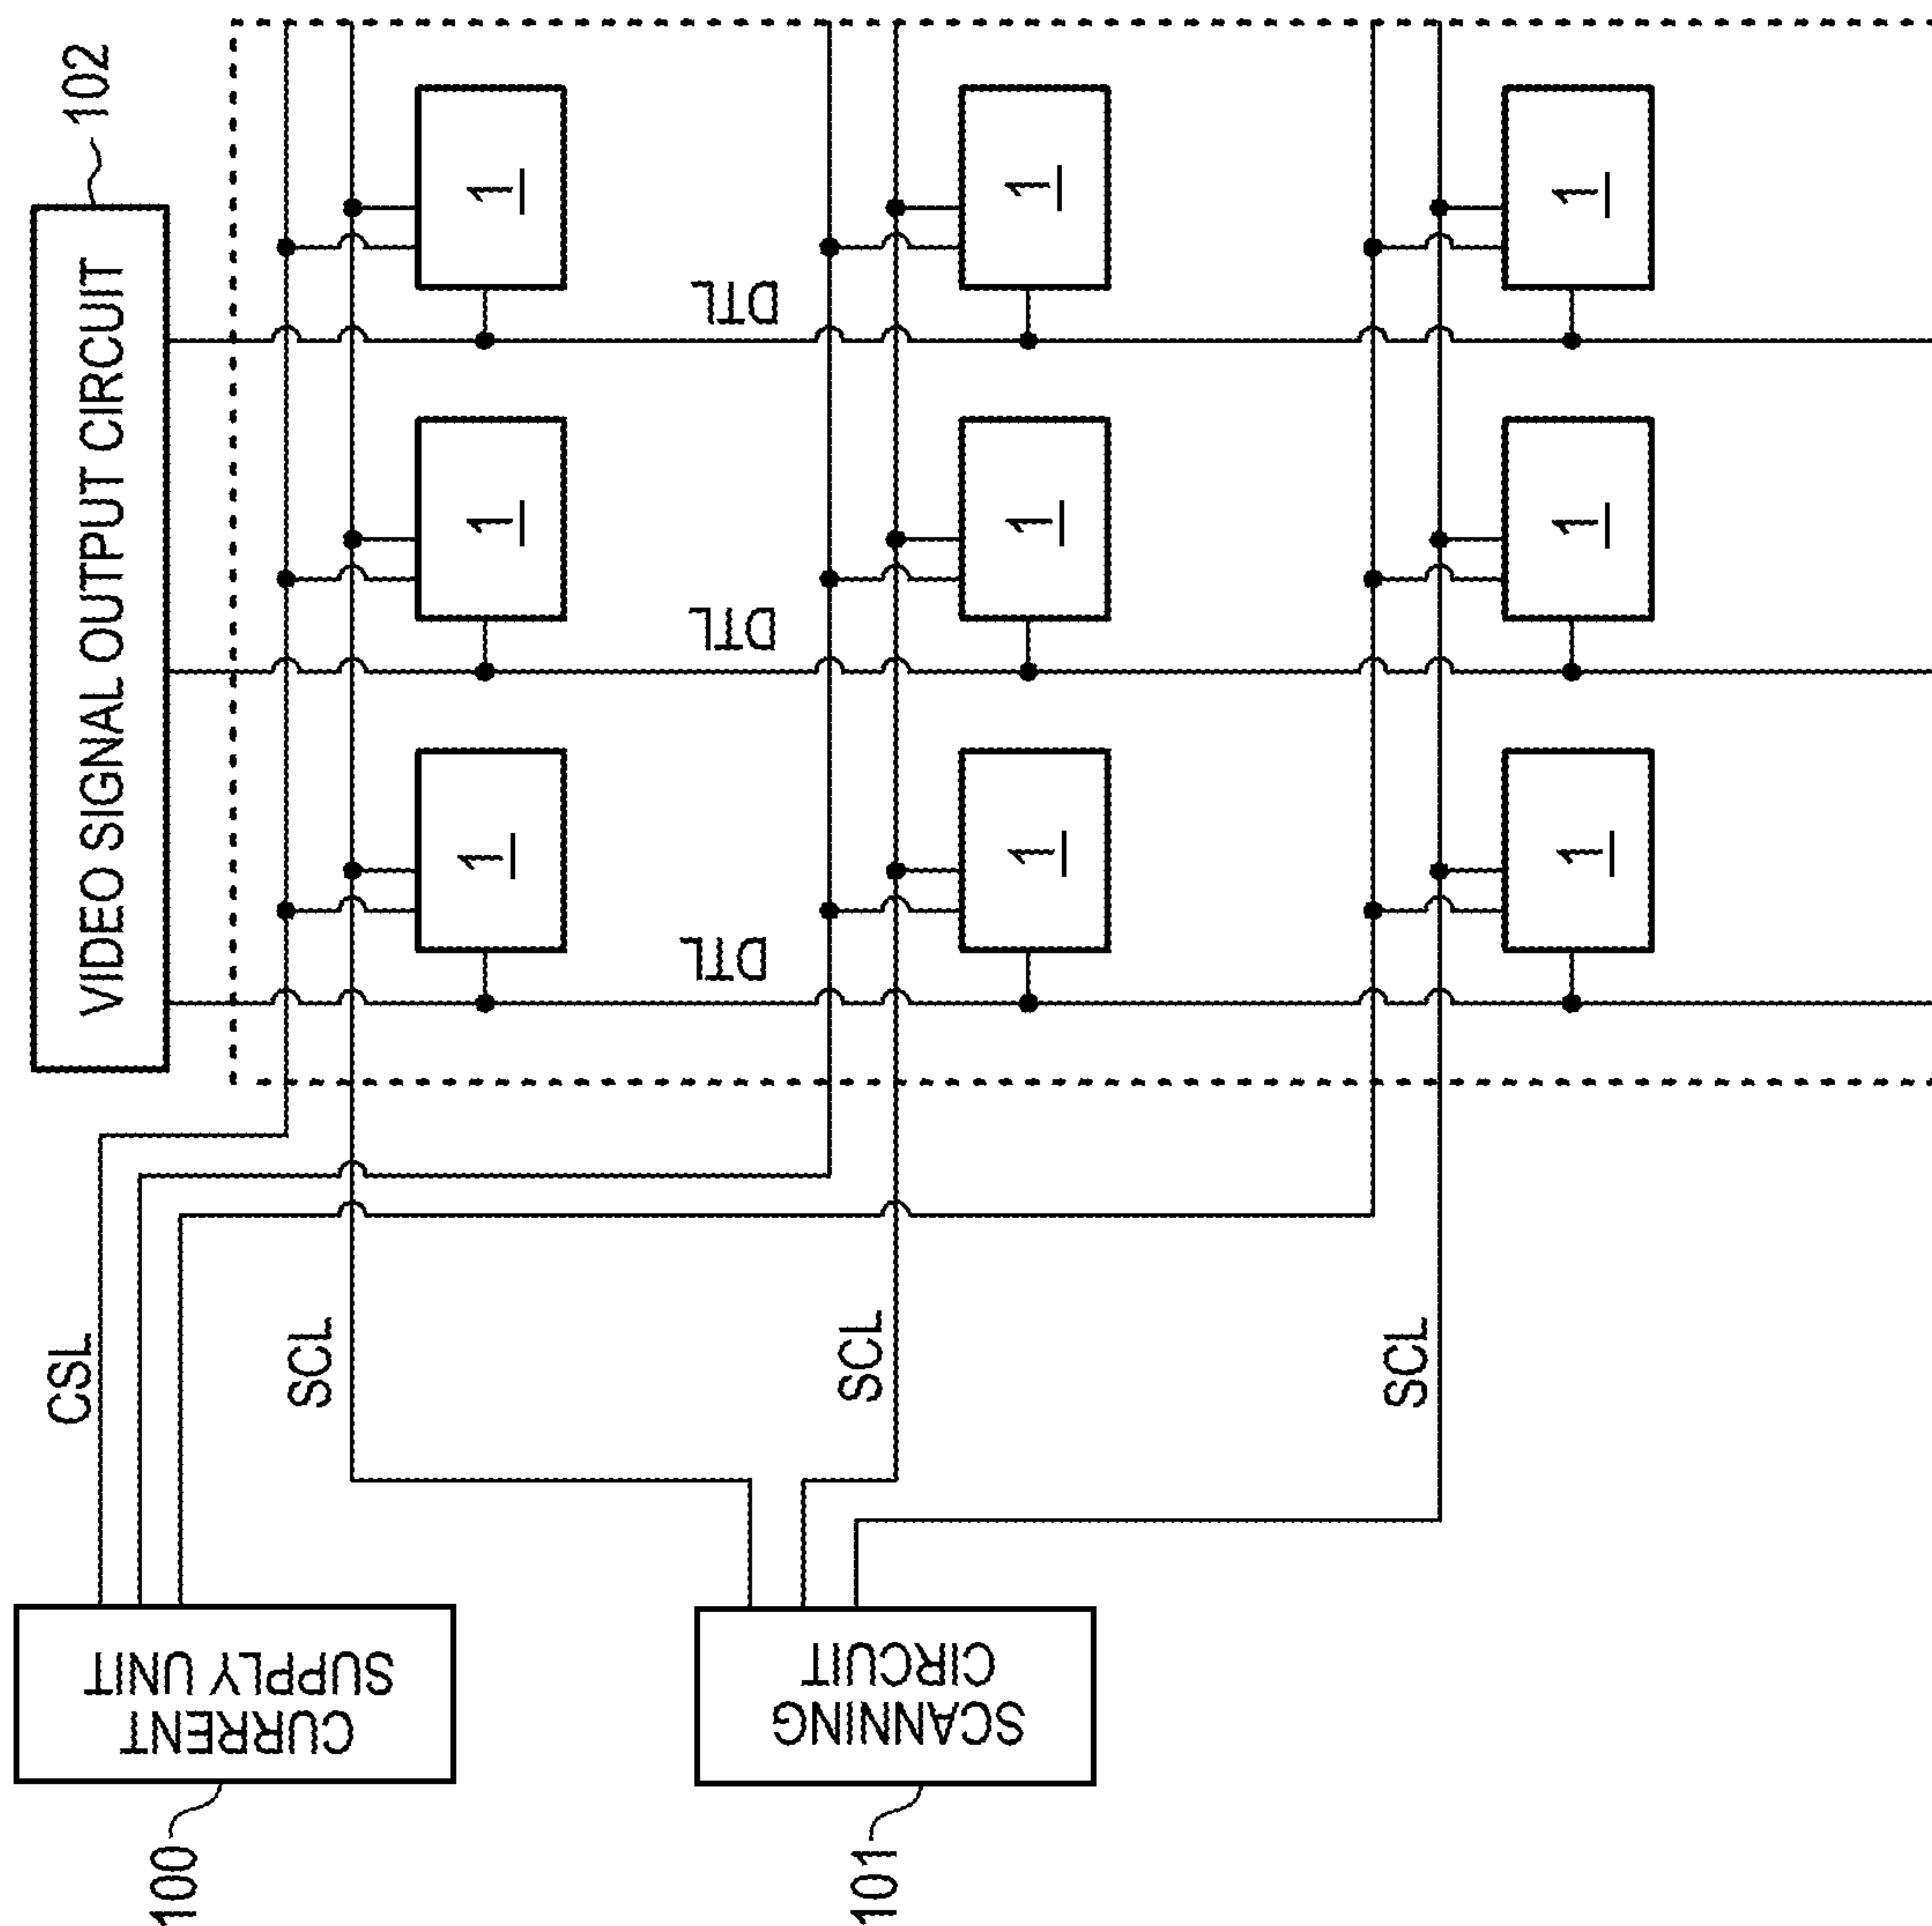 102
VIDEO SIGNAL OUTPUT CIRCUIT
1
1
1
DTL
DTL
DTL
1
1
1
1
1
1
CSL
SCL
SCL
SCL
CURRENT
SUPPLY UNIT
SCANNING
CIRCUIT
100
101